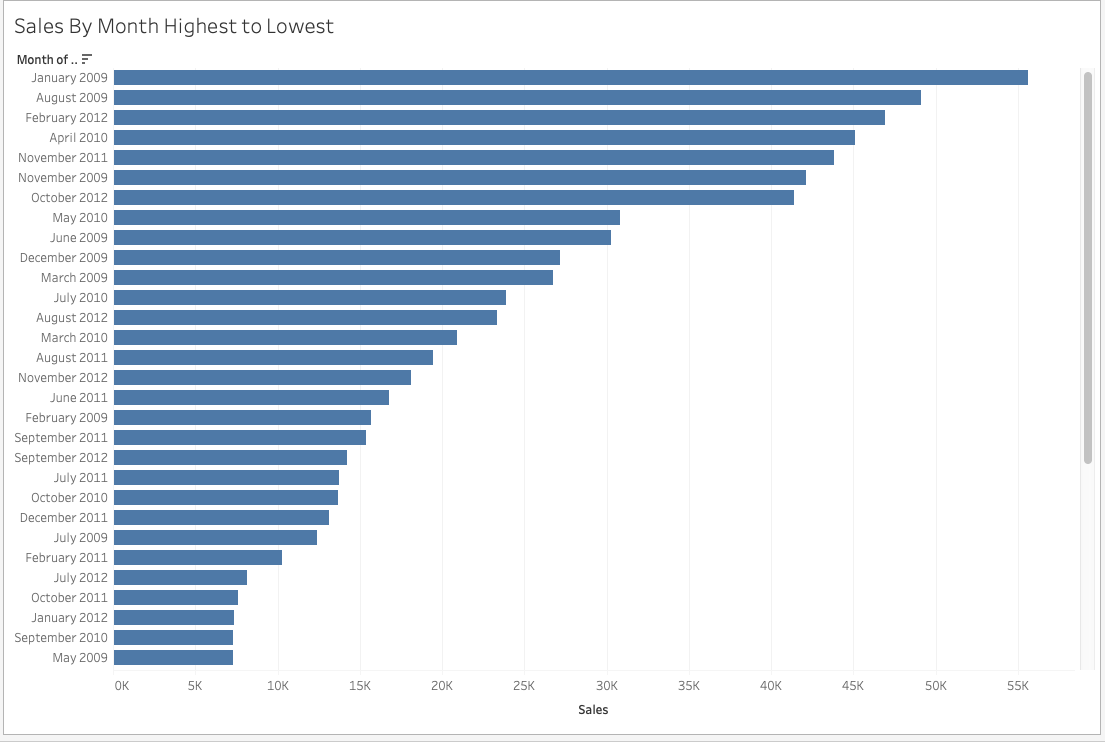 Sales By Month Highest to Lowest
Month of ..
January 2009
August 2009
February 2012
April 2010
November 2011
November 2009
October 2012
May 2010
June 2009
December 2009
March 2009
July 2010
August 2012
March 2010
August 2011
November 2012
June 2011
February 2009
September 2011
September 2012
July 2011
October 2010
December 2011
July 2009
February 2011
July 2012
October 2011
January 2012
September 2010
May 2009
0K 5K 10K 15K 20K 25K 30K 35K 40K 45K 50K 55K
Sales